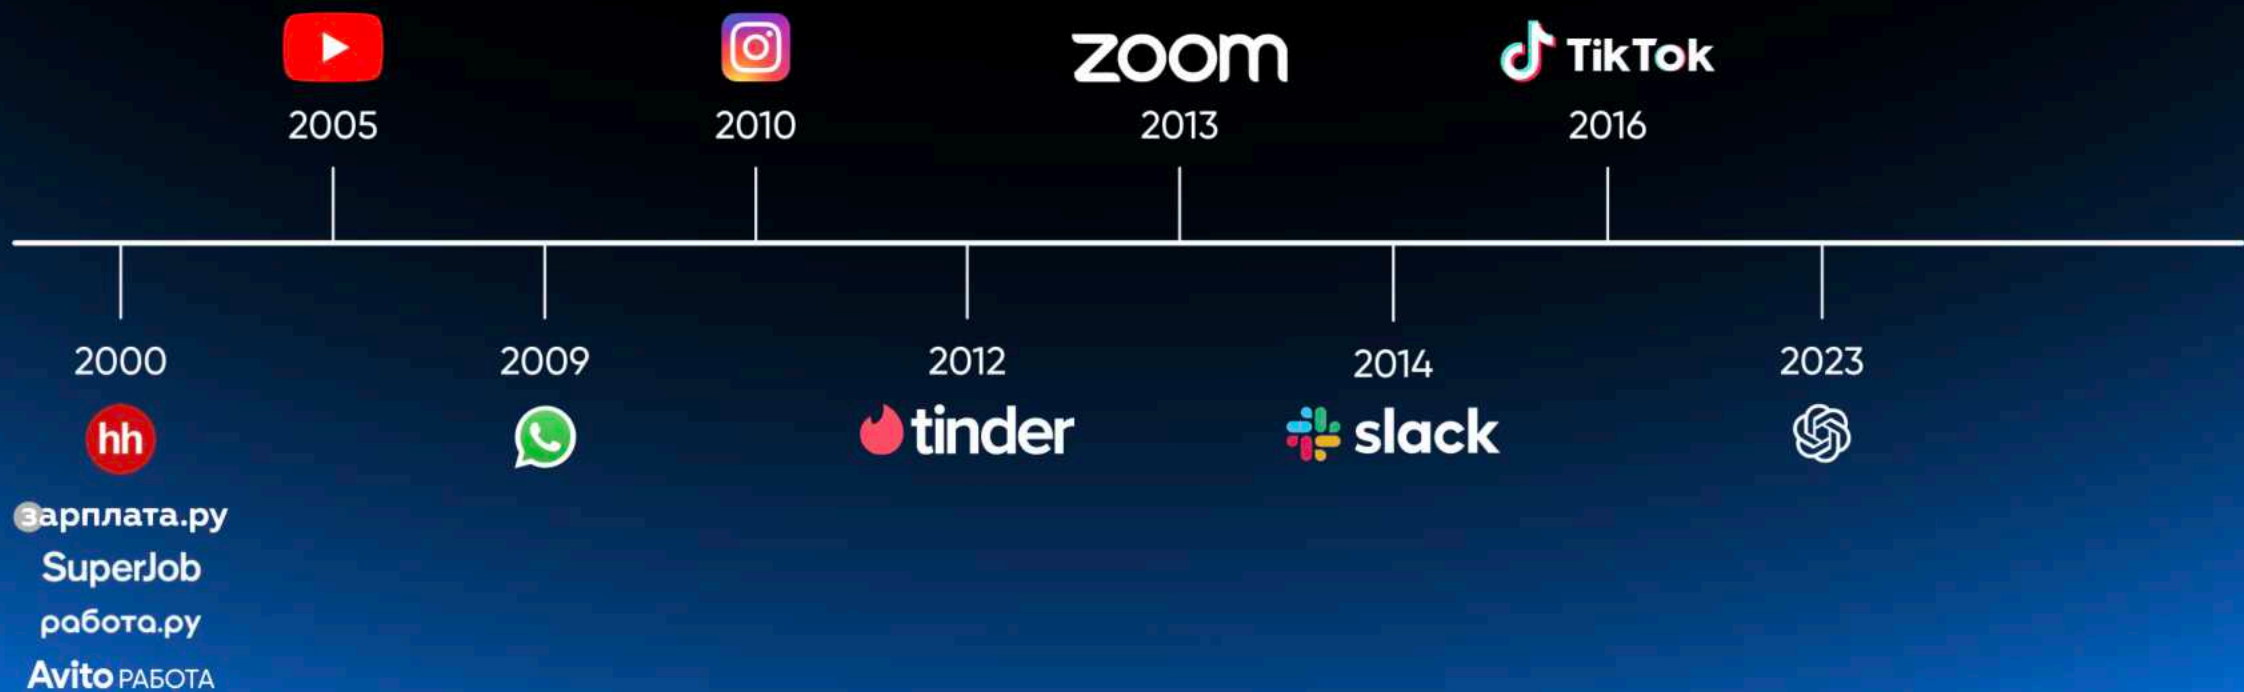 zoom
TikTok
2005
2010
2013
2016
2000
2009
2012
2014
2023
hh
tinder
slack
зарплата.ру
SuperJob
работа.ру
Avito РАБОТА